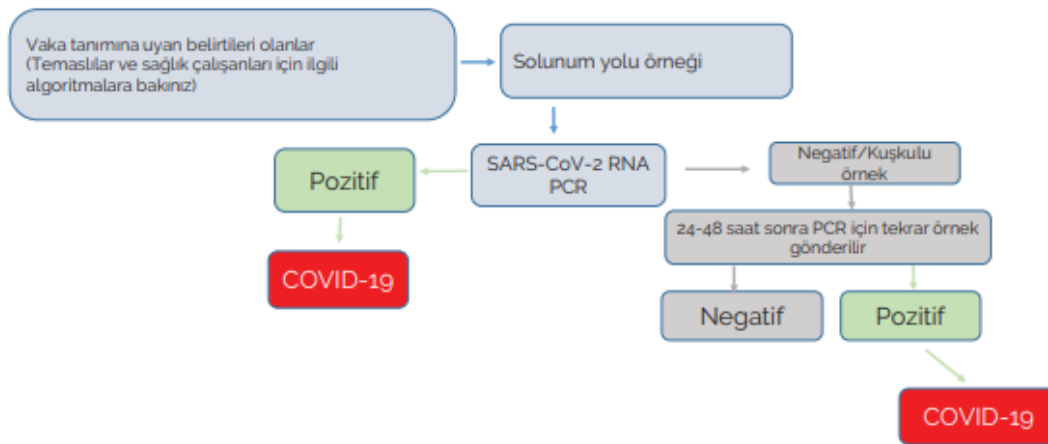 Vaka tanımına uyan belirtileri olanlar
(Temaslılar ve sağlık çalışanları için ilgili
algoritmalara bakınız)
Solunum yolu örneği
SARS-CoV-2 RNA
PCR
Pozitif
COVID-19
Negatif/Kuşkulu
örnek
24-48 saat sonra PCR için tekrar örnek
gönderilir
Negatif
Pozitif
COVID-19